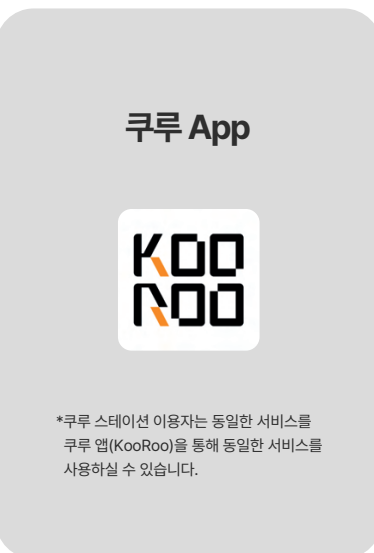 쿠루 App
KOO
ROO
*쿠루 스테이션 이용자는 동일한 서비스를
쿠루 앱(KooRoo)을 통해 동일한 서비스를
사용하실 수 있습니다.